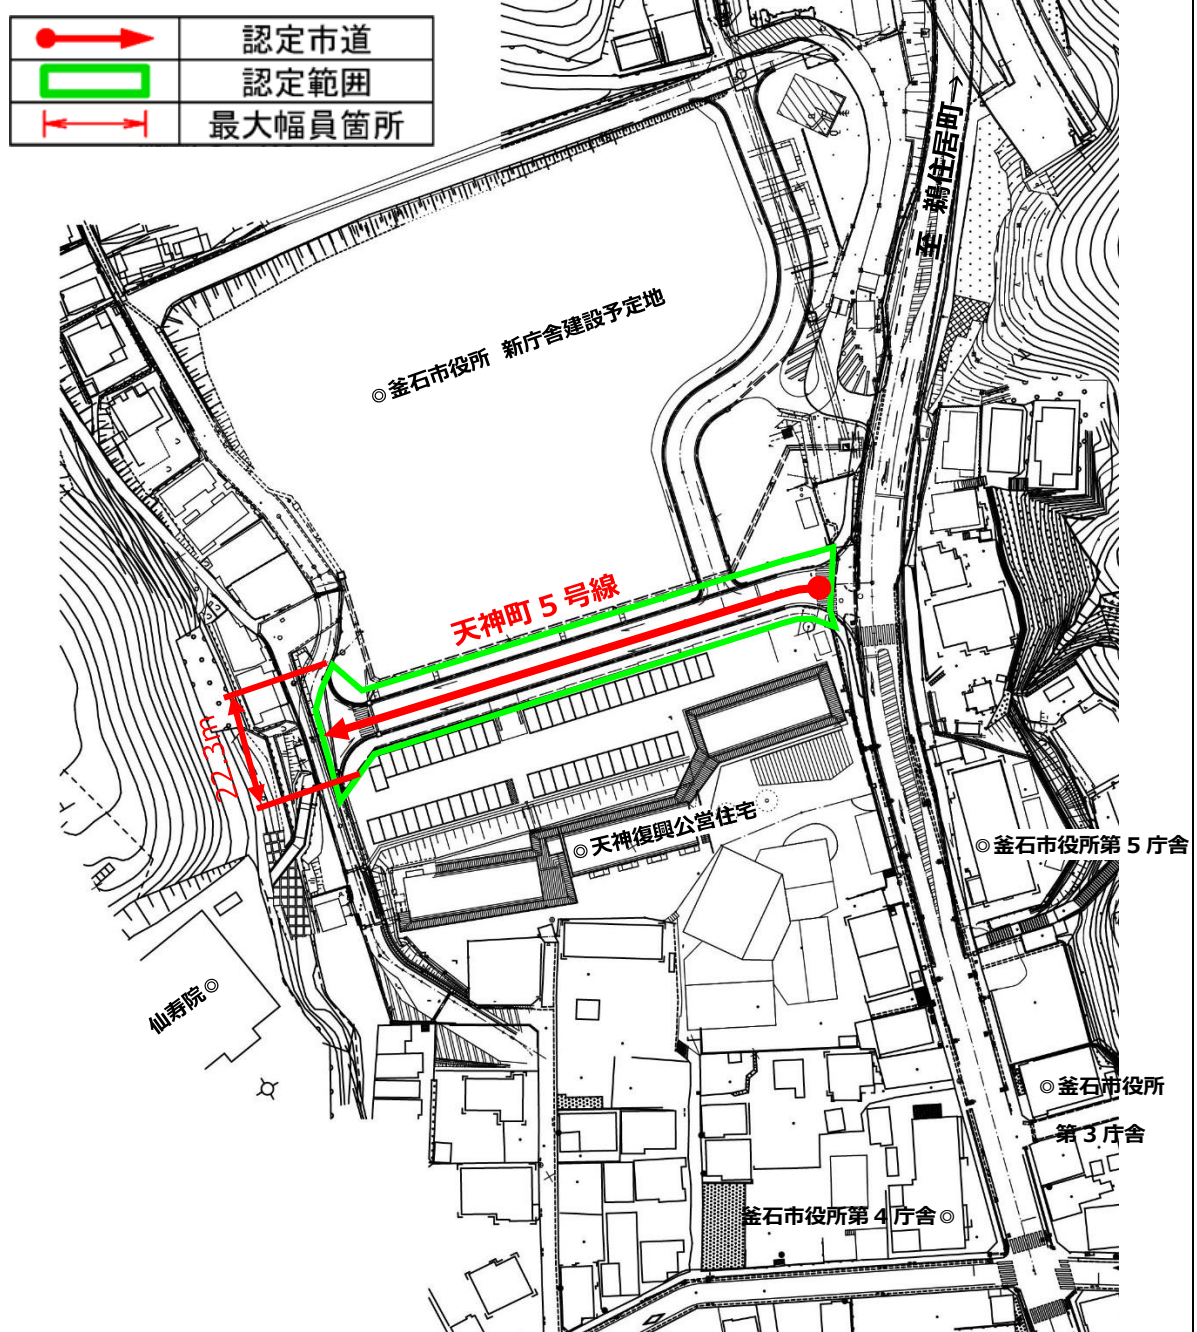 認定市道
認定範囲
最大幅員箇所
至 鵜住居町→
◎釜石市役所 新庁舎建設予定地
天神町5号線
22.3m
◎天神復興公営住宅
◎釜石市役所第5庁舎
仙寿院◎
◎釜石市役所
第3庁舎
釜石市役所第4庁舎◎